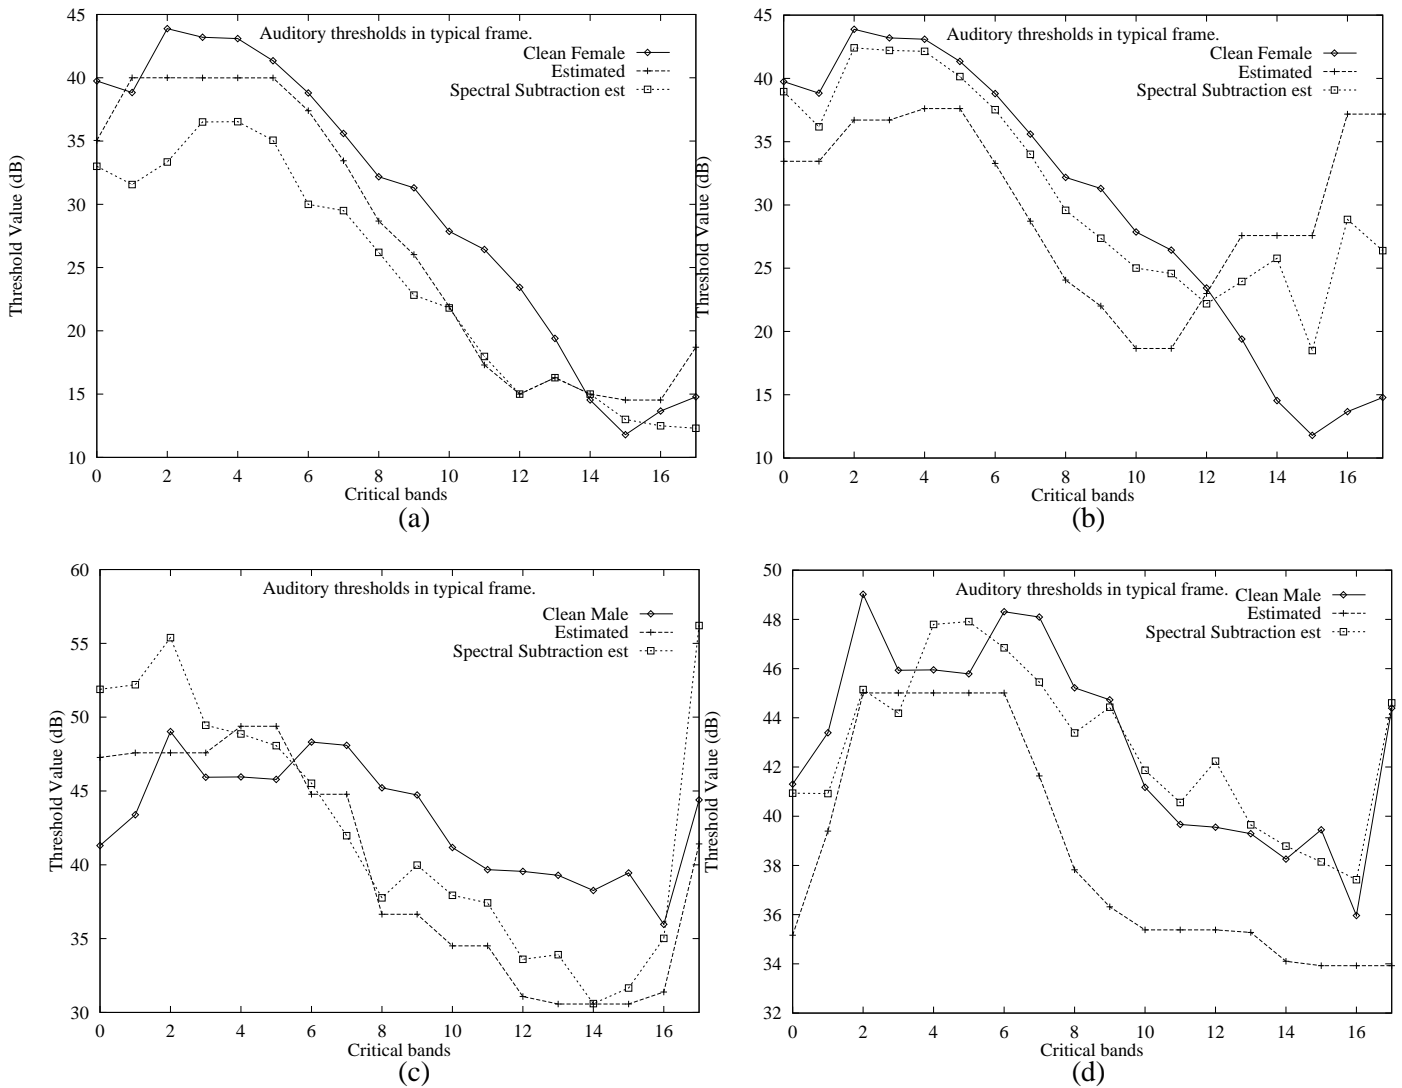 45
40
35
30
25
20
15
10
Threshold Value (dB)
Auditory thresholds in typical frame.
Clean Female
Estimated
Spectral Subtraction est
0 2 4 6 8 10 12 14 16
Critical bands
(a)
45
40
35
30
25
20
15
10
Threshold Value (dB)
Auditory thresholds in typical frame.
Clean Female
Estimated
Spectral Subtraction est
0 2 4 6 8 10 12 14 16
Critical bands
(b)
60
55
50
45
40
35
30
Threshold Value (dB)
Auditory thresholds in typical frame.
Clean Male
Estimated
Spectral Subtraction est
0 2 4 6 8 10 12 14 16
Critical bands
(c)
50
48
46
44
42
40
38
36
34
32
Threshold Value (dB)
Auditory thresholds in typical frame.
Clean Male
Estimated
Spectral Subtraction est
0 2 4 6 8 10 12 14 16
Critical bands
(d)